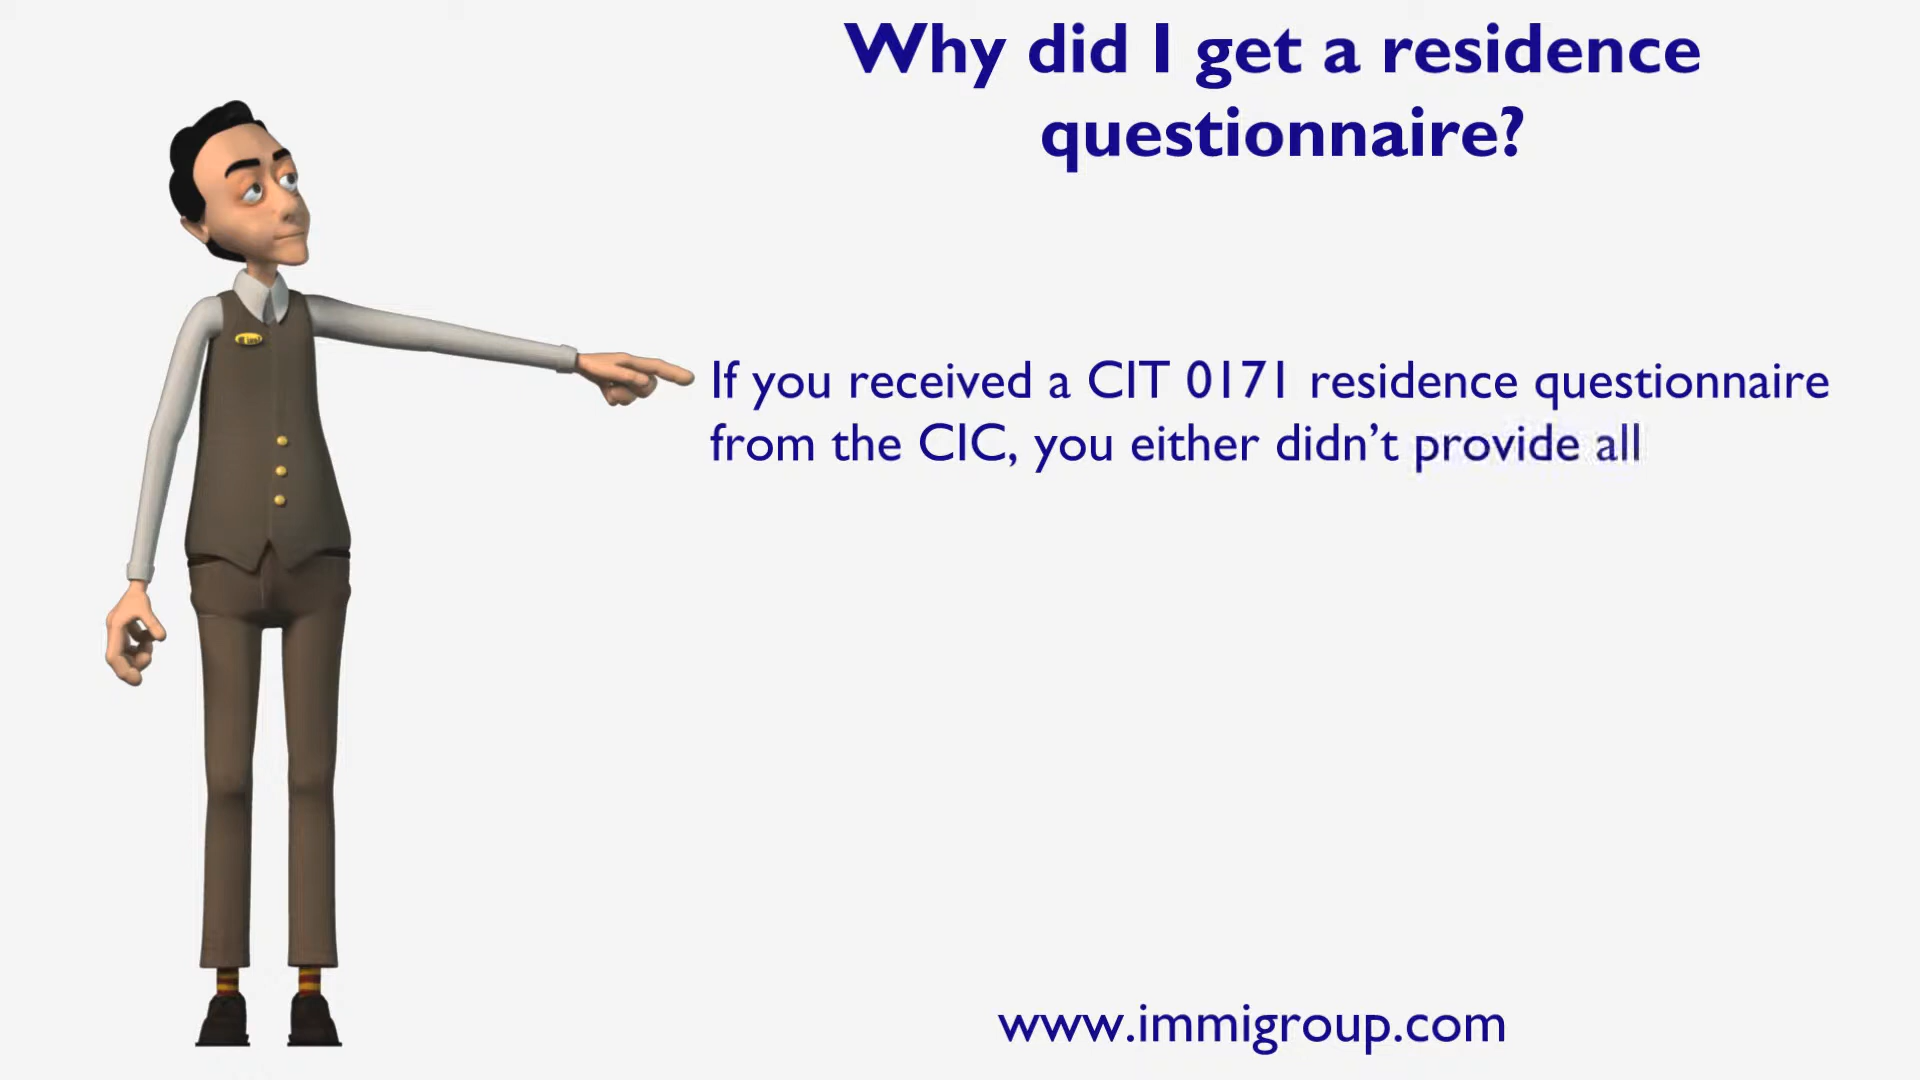 Why did I get a residence
questionnaire?
If you received a CIT 0171 residence questionnaire
from the CIC, you either didn’t provide all
www.immigroup.com